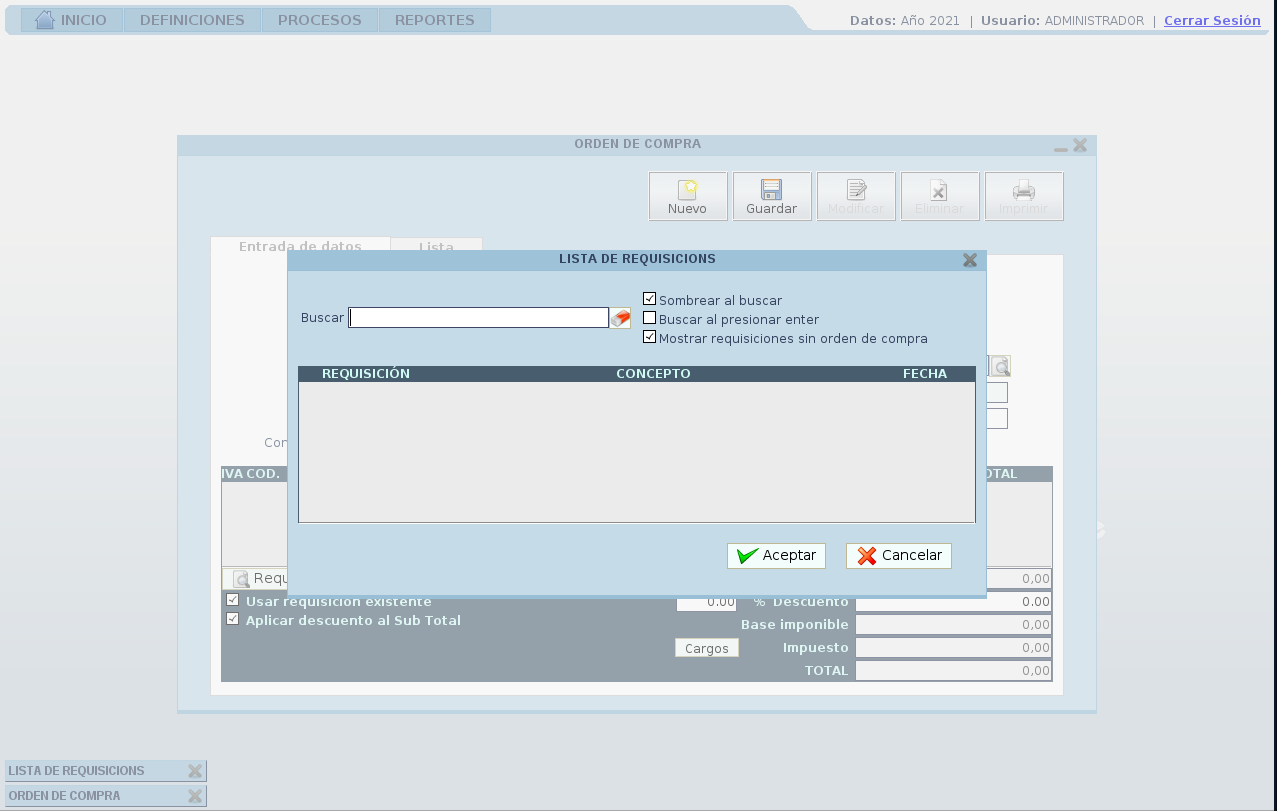 INICIO DEFINICIONES PROCESOS REPORTES
Datos: Año 2021 | Usuario: ADMINISTRADOR | Cerrar Sesión
ORDEN DE COMPRA
Nuevo Guardar Modificar Eliminar Imprimir
Entrada de datos Lista
LISTA DE REQUISICIONS
Sombrear al buscar
Buscar
Buscar al presionar enter
Mostrar requisiciones sin orden de compra
REQUISICIÓN CONCEPTO FECHA
IVA COD.
Aceptar Cancelar
0,00
Usar requisicion existente 0.00 % Descuento 0.00
Aplicar descuento al Sub Total Base imponible 0,00
Cargos Impuesto 0,00
TOTAL 0,00
LISTA DE REQUISICIONS
ORDEN DE COMPRA